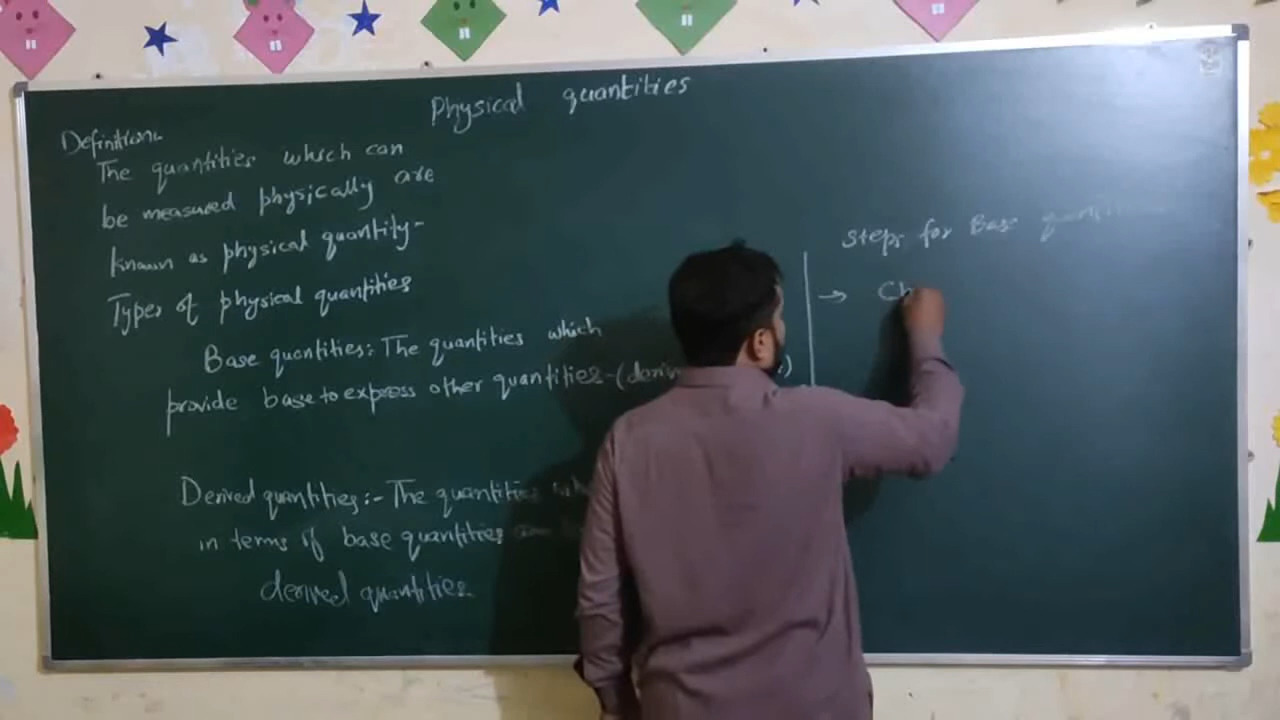 Physical quantities
Definition:
The quantities which can
be measured physically are
known as physical quantity-
Types of physical quantities
Base quantities: The quantities which
provide base to express other quantities-(deriv
Derived quantities:- The quantities
in terms of base quantities
derived quantities
Steps for Base
→ Ch